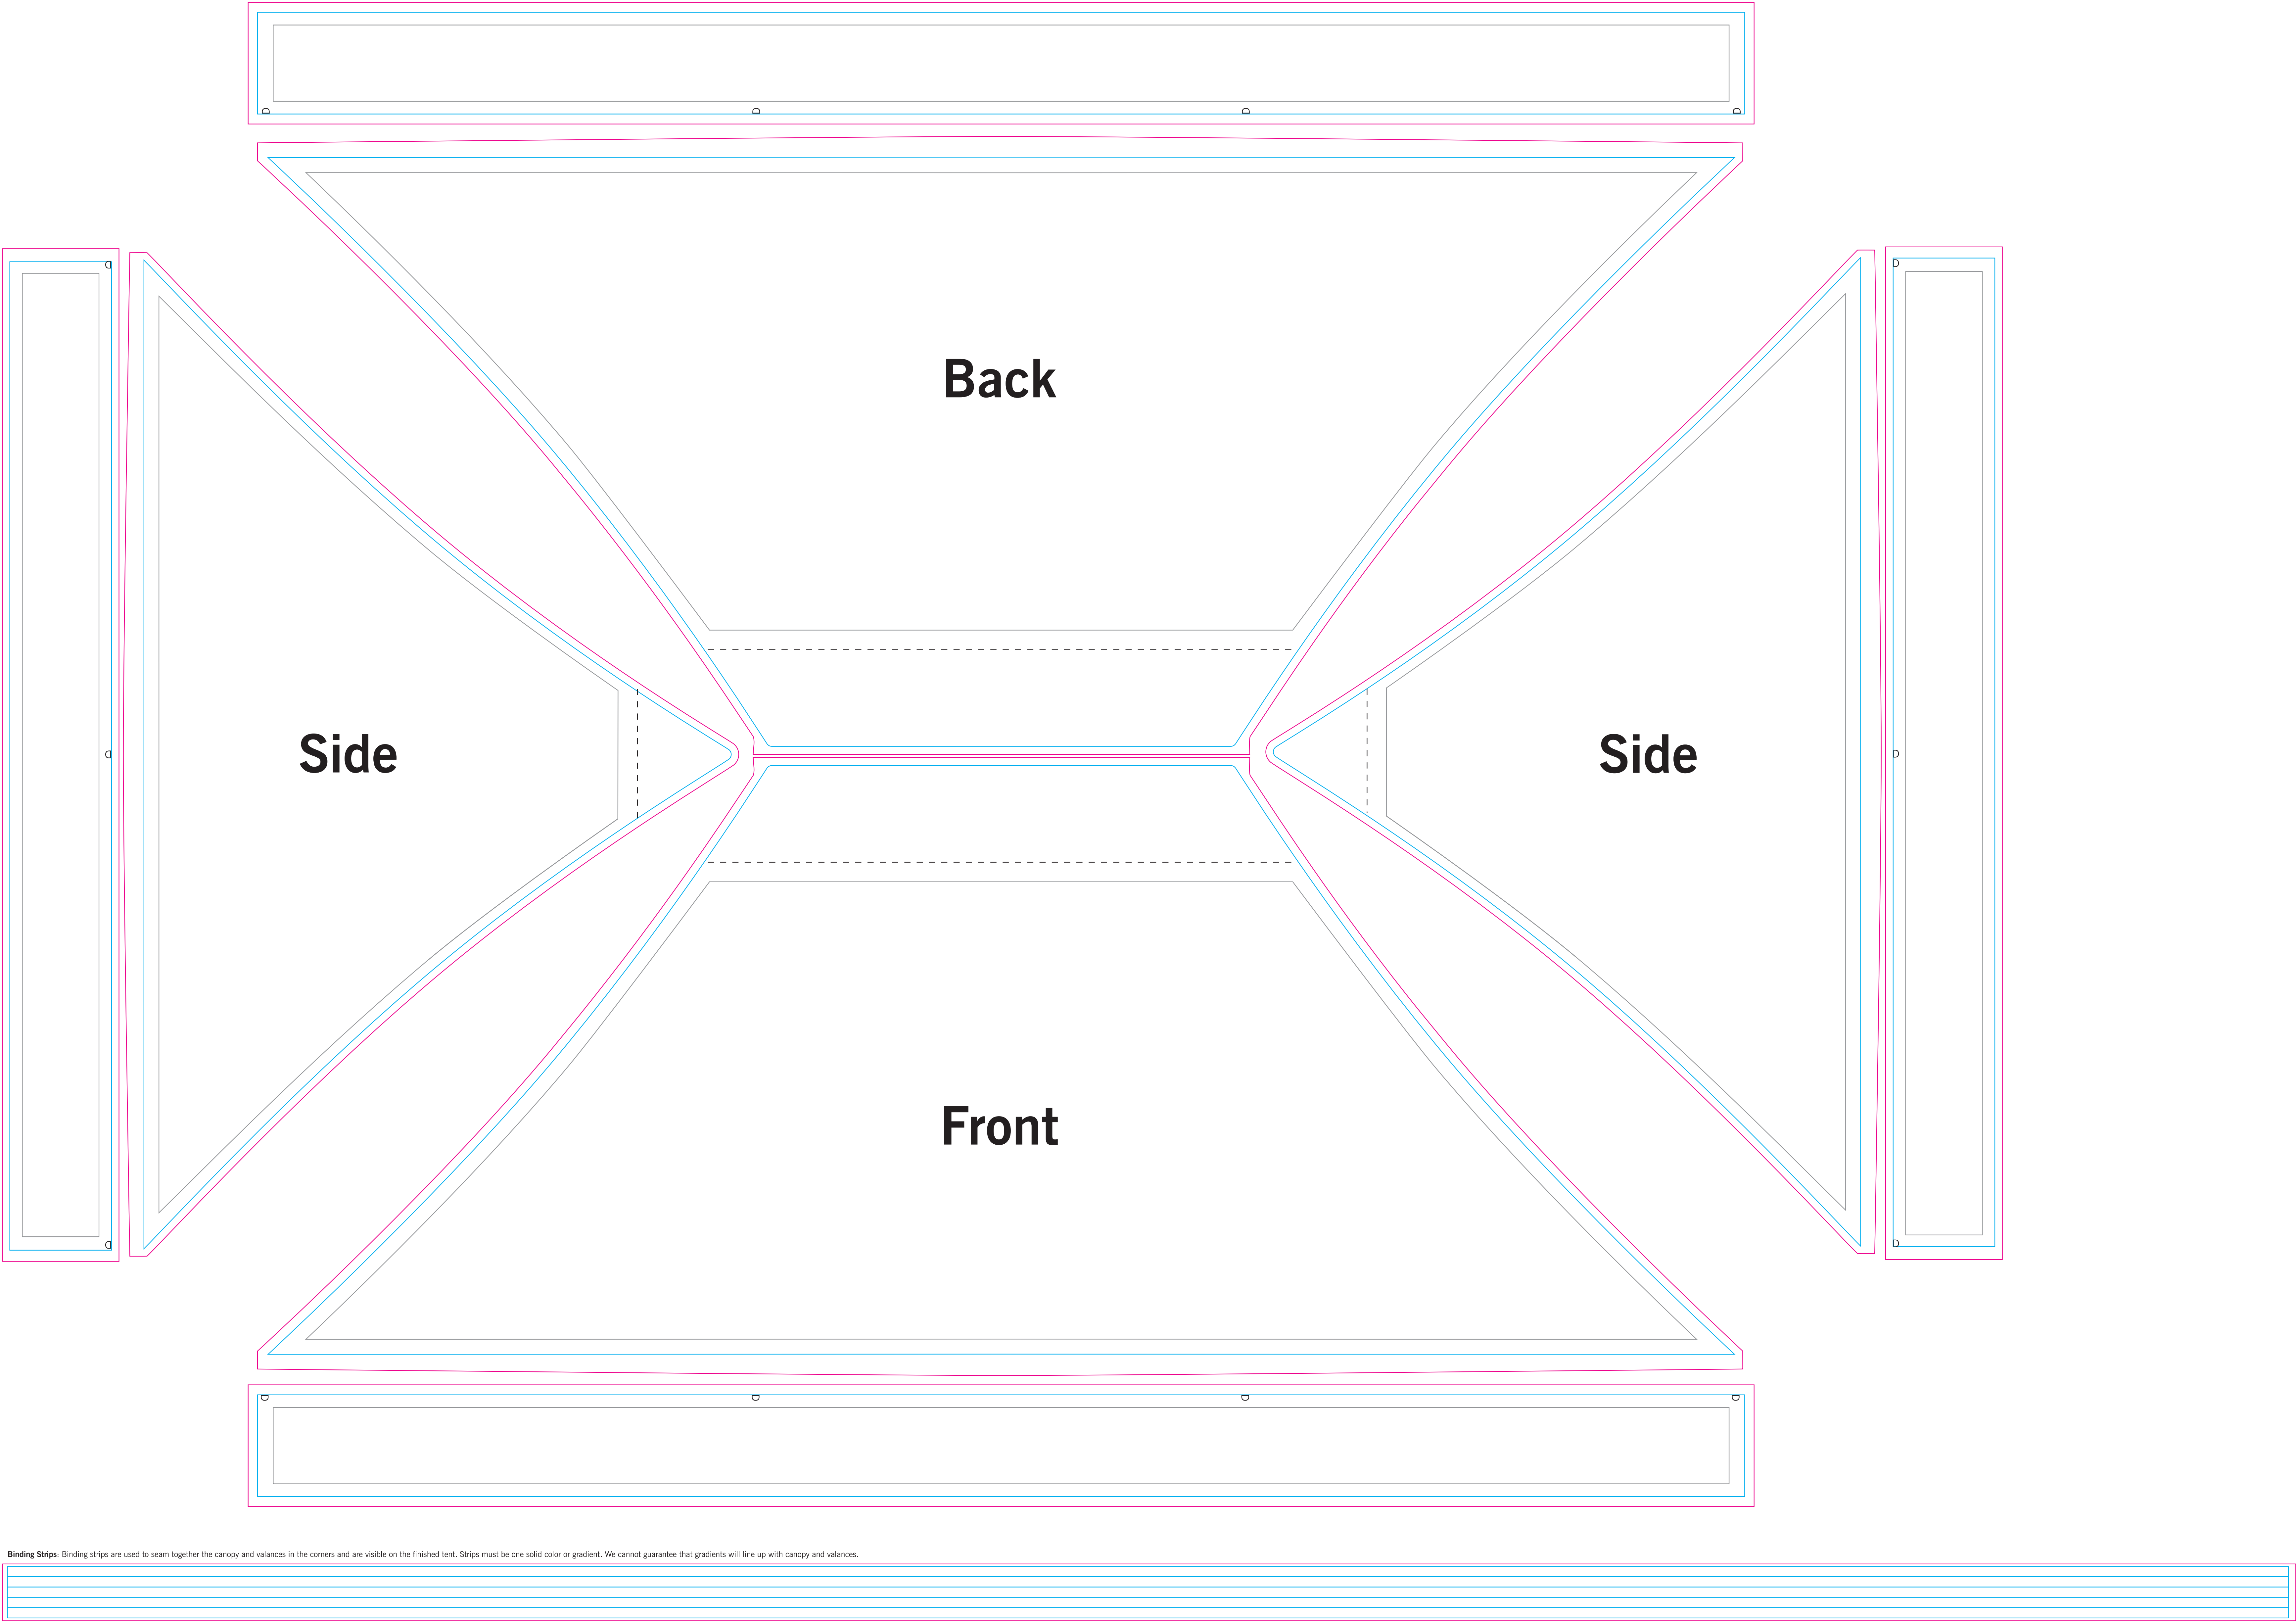 D D D D
Back
D D
Side Side
D D
Front
D D
D D D D
Binding Strips: Binding strips are used to seam together the canopy and valances in the corners and are visible on the finished tent. Strips must be one solid color or gradient. We cannot guarantee that gradients will line up with canopy and valances.